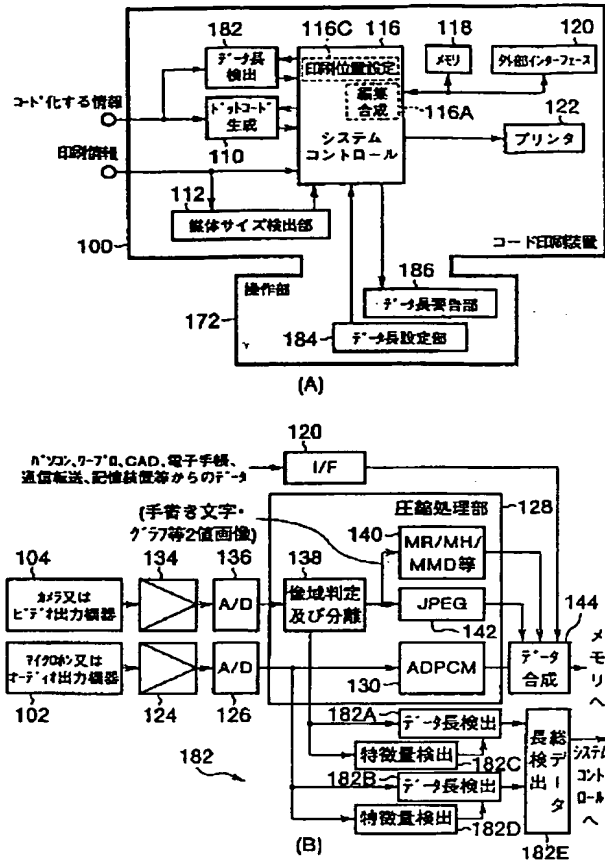 182
116C
116
118
120
データ長
検出
印刷位置設定
メモリ
外部インターフェース
コード化する情報
編集
合成
116A
ドットコード
生成
システム
コントロール
122
プリンタ
印刷情報
110
112
媒体サイズ検出部
100
コード印刷装置
操作部
186
データ長警告部
172
184
データ長設定部
(A)
パソコン、ワープロ、CAD、電子手帳、
通信転送、記憶装置等からのデータ
120
I/F
圧縮処理部
128
(手書き文字・
グラフ等2値画像)
140
MR/MH/
MMD等
104
134
136
138
カメラ又は
ビデオ出力機器
A/D
像域判定
及び分離
JPEG
142
144
データ
合成
メモリへ
マイクロホン又は
オーディオ出力機器
A/D
ADPCM
130
102
124
126
182A
データ長検出
182
特徴量検出
182C
182B
データ長検出
特徴量検出
182D
総データ
長検出
システム
コント
ロールへ
182E
(B)